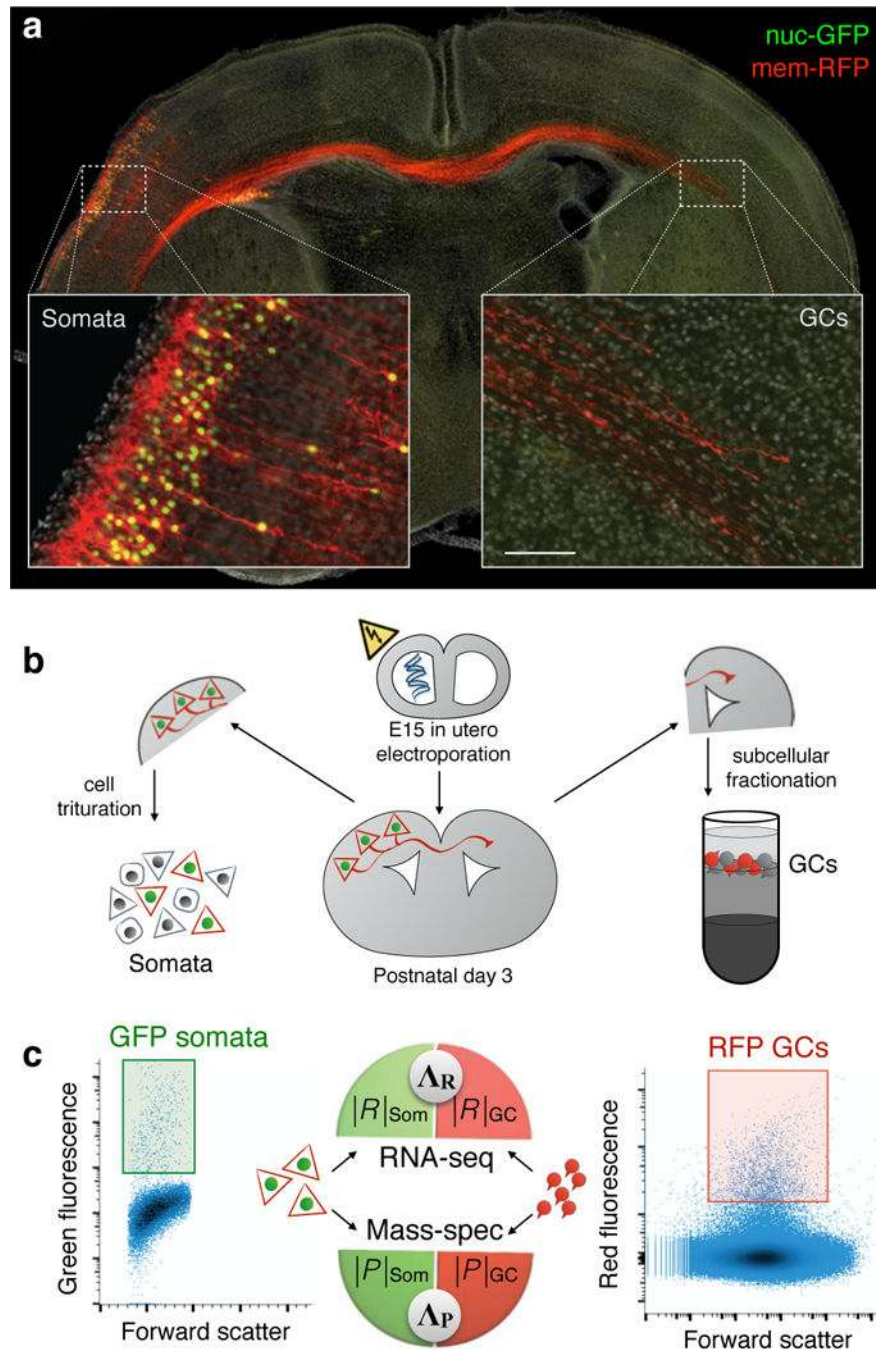 a
nuc-GFP
mem-RFP
Somata
GCs
b
E15 in utero
electroporation
cell
trituration
subcellular
fractionation
GCs
Somata
Postnatal day 3
c
GFP somata
RFP GCs
Green fluorescence
Forward scatter
Λ_R
|R|Som
|R|GC
RNA-seq
Mass-spec
|P|Som
|P|GC
Λ_P
Red fluorescence
Forward scatter